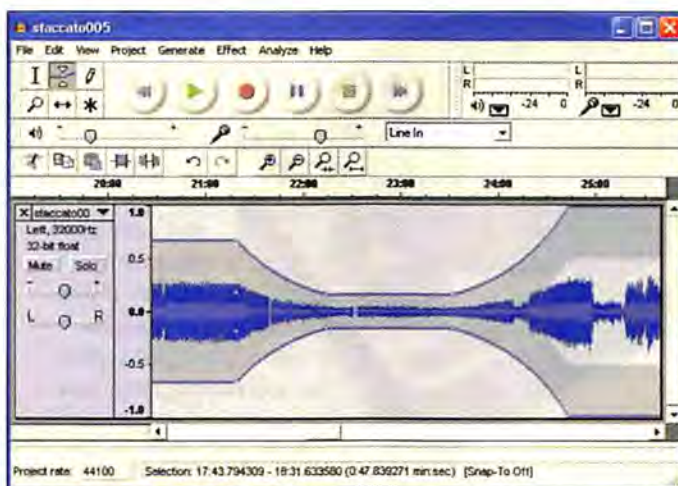 staccato005
File Edit View Project Generate Effect Analyze Help
L
R
-24 0
L
R
-24 0
- +
- +
Line In
20:00 21:00 22:00 23:00 24:00 25:00
X staccato00
Left, 32000Hz
32-bit float
Mute Solo
- +
L R
1.0
0.5
0.0
-0.5
-1.0
Project rate: 44100 Selection: 17:43.794309 - 18:31.633580 (0:47.839271 min:sec) [Snap-To Off]